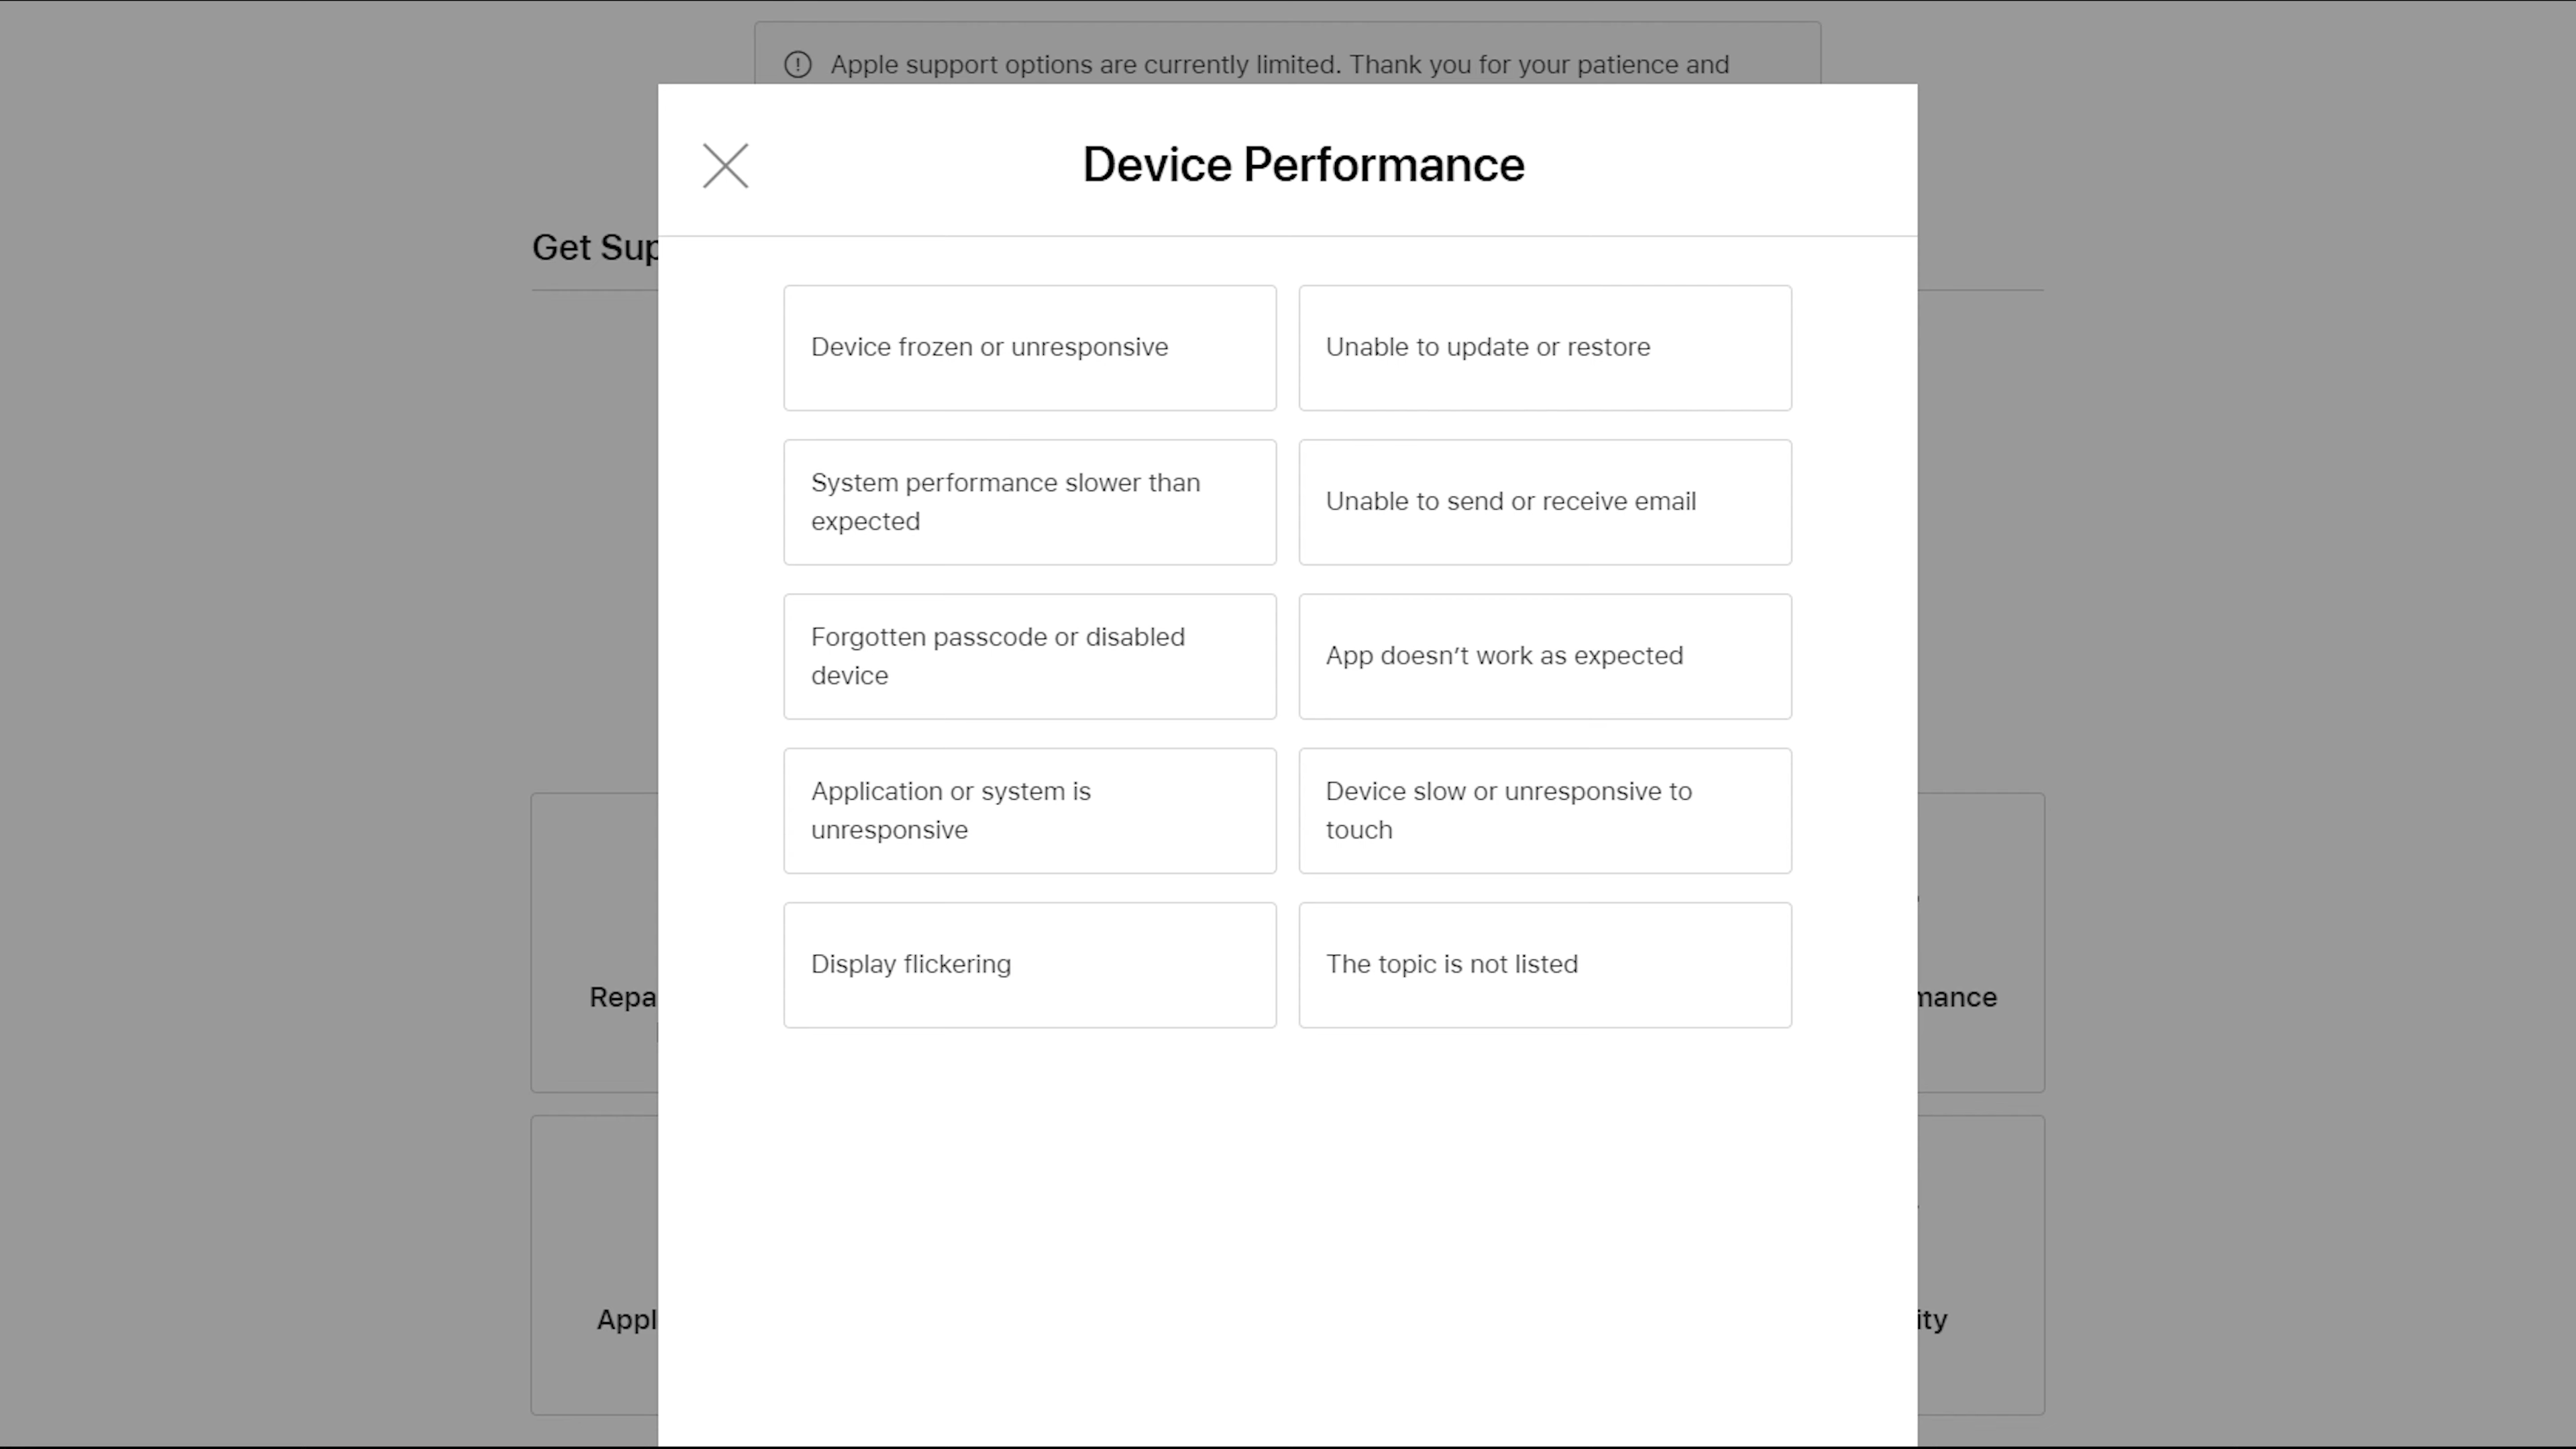 Apple support options are currently limited. Thank you for your patience and
Device Performance
Get Sup
Device frozen or unresponsive
Unable to update or restore
System performance slower than
expected
Unable to send or receive email
Forgotten passcode or disabled
device
App doesn’t work as expected
Application or system is
unresponsive
Device slow or unresponsive to
touch
Display flickering
The topic is not listed
Repa
mance
Appl
ity